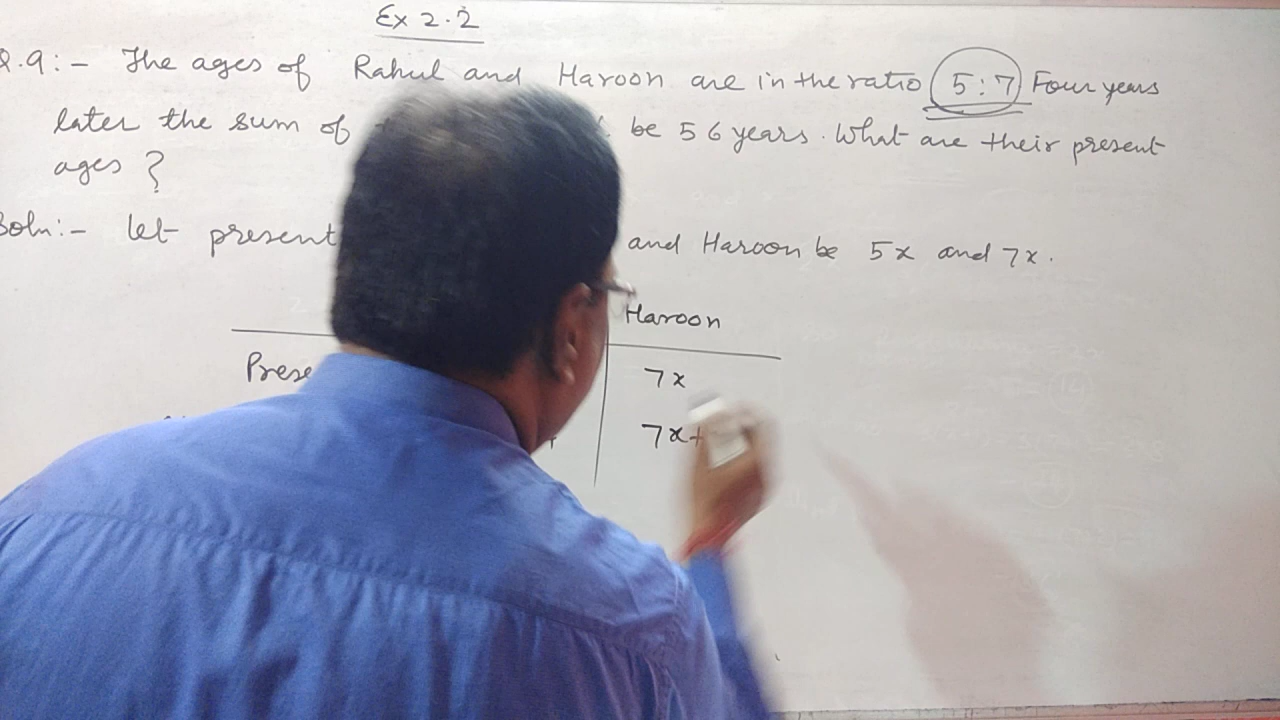 Ex 2.2
Q.9:- The ages of Rahul and Haroon are in the ratio 5:7 Four years
later the sum of be 56 years. What are their present
ages ?
Soln:- let present and Haroon be 5x and 7x.
Haroon
7x
7x+